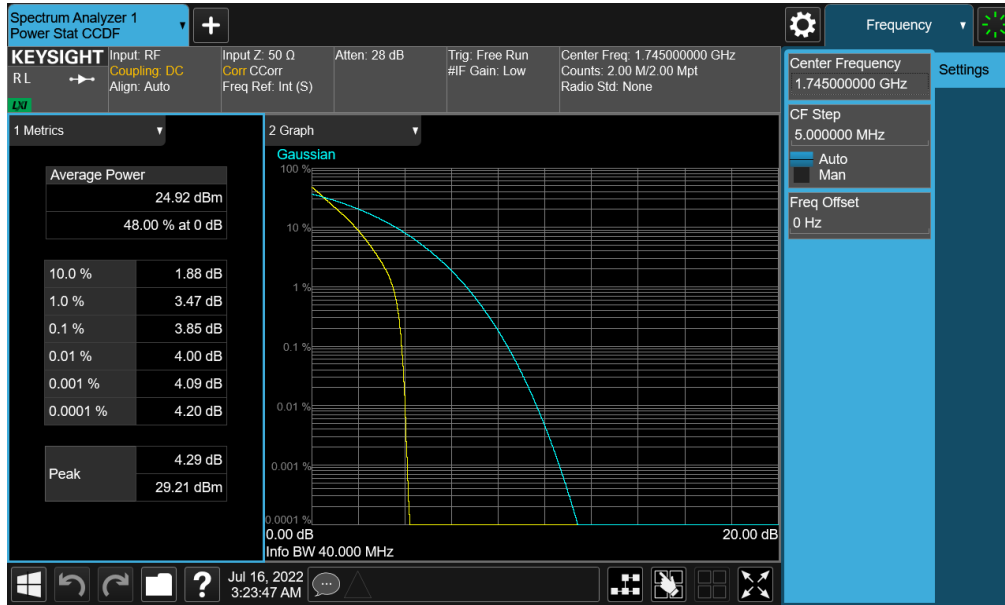 Spectrum Analyzer 1
Power Stat CCDF
Frequency
KEYSIGHT
R L
LXI
Input: RF
Coupling: DC
Align: Auto
Input Z: 50 Ω
Corr CCorr
Freq Ref: Int (S)
Atten: 28 dB
Trig: Free Run
#IF Gain: Low
Center Freq: 1.745000000 GHz
Counts: 2.00 M/2.00 Mpt
Radio Std: None
Center Frequency
1.745000000 GHz
Settings
CF Step
5.000000 MHz
Auto
Man
Freq Offset
0 Hz
1 Metrics
Average Power
24.92 dBm
48.00 % at 0 dB
10.0 % 1.88 dB
1.0 % 3.47 dB
0.1 % 3.85 dB
0.01 % 4.00 dB
0.001 % 4.09 dB
0.0001 % 4.20 dB
Peak 4.29 dB
29.21 dBm
2 Graph
Gaussian
100 %
10 %
1 %
0.1 %
0.01 %
0.001 %
0.0001 %
0.00 dB 20.00 dB
Info BW 40.000 MHz
?
Jul 16, 2022
3:23:47 AM